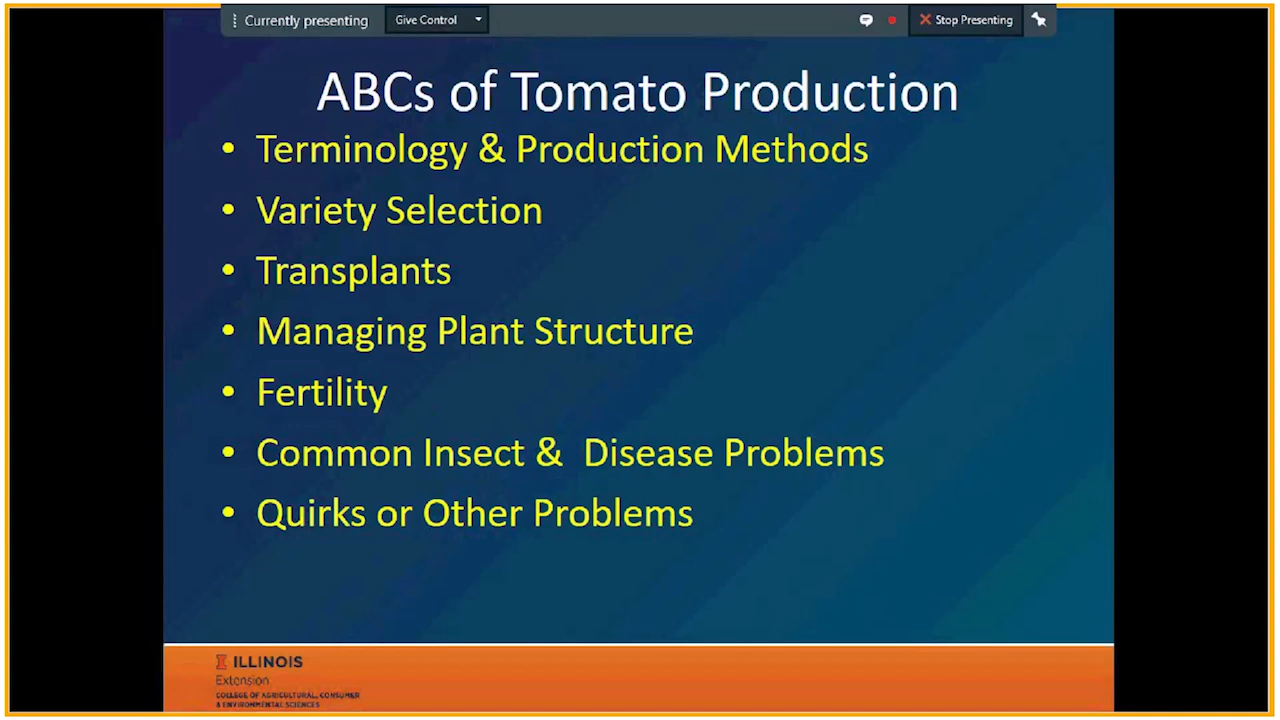 Currently presenting
Give Control
Stop Presenting
ABCs of Tomato Production
• Terminology & Production Methods
• Variety Selection
• Transplants
• Managing Plant Structure
• Fertility
• Common Insect &  Disease Problems
• Quirks or Other Problems
I ILLINOIS
Extension
COLLEGE OF AGRICULTURAL, CONSUMER
& ENVIRONMENTAL SCIENCES